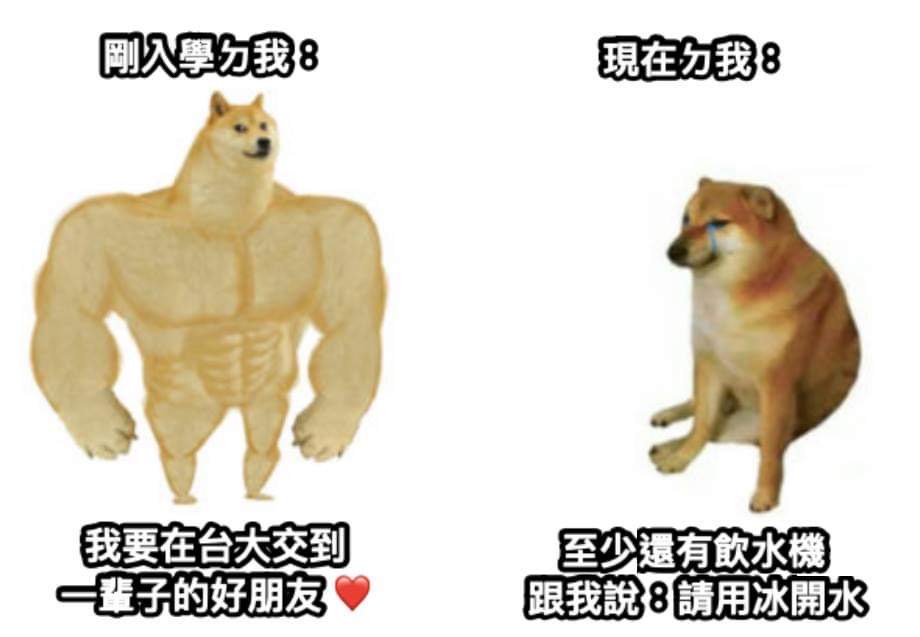 剛入學ㄉ我：
現在ㄉ我：
我要在台大交到
一輩子的好朋友❤️
至少還有飲水機
跟我說：請用冰開水